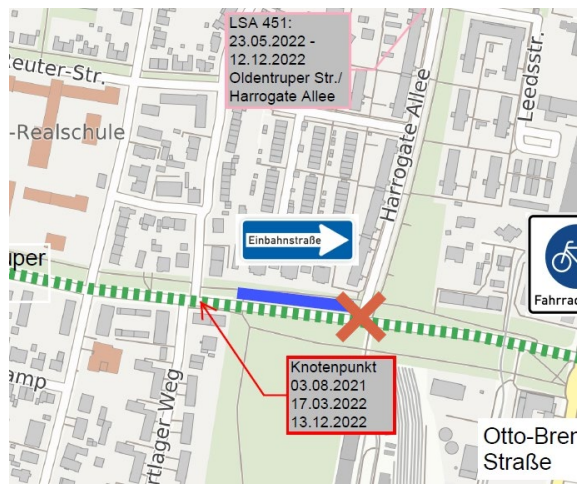 LSA 451:
23.05.2022 -
12.12.2022
Oldentruper Str./
Harrogate Allee
euter-Str.
-Realschule
Harrogate Allee
Leedsstr.
Einbahnstraße
uper
Fahrrad
Knotenpunkt
03.08.2021
17.03.2022
13.12.2022
amp
rtlager-Weg
Otto-Bren
Straße